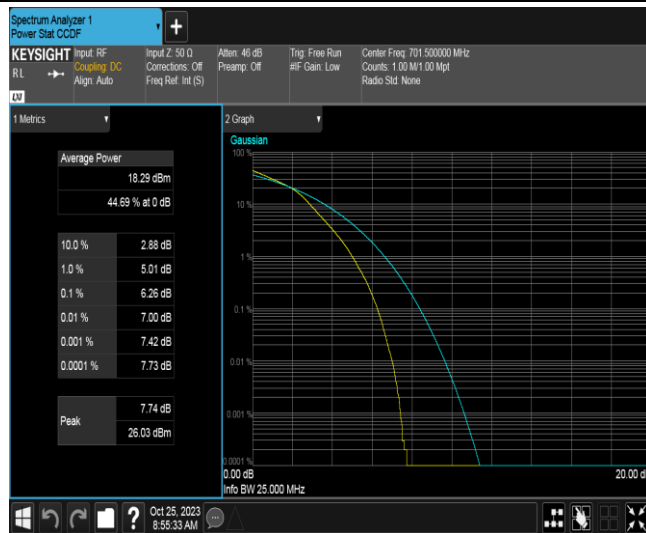 Spectrum Analyzer 1
Power Stat CCDF
+
KEYSIGHT
RL
Input: RF
Coupling: DC
Align: Auto
Input Z: 50 Ω
Corrections: Off
Freq Ref: Int (S)
Atten: 46 dB
Preamp: Off
Trig: Free Run
#IF Gain: Low
Center Freq: 701.500000 MHz
Counts: 1.00 M/1.00 Mpt
Radio Std: None
1 Metrics
Average Power
18.29 dBm
44.69 % at 0 dB
10.0 % 2.88 dB
1.0 % 5.01 dB
0.1 % 6.26 dB
0.01 % 7.00 dB
0.001 % 7.42 dB
0.0001 % 7.73 dB
Peak
7.74 dB
26.03 dBm
2 Graph
Gaussian
100 %
10 %
1 %
0.1 %
0.01 %
0.001 %
0.0001 %
0.00 dB
20.00 d
Info BW 25.000 MHz
?
Oct 25, 2023
8:55:33 AM